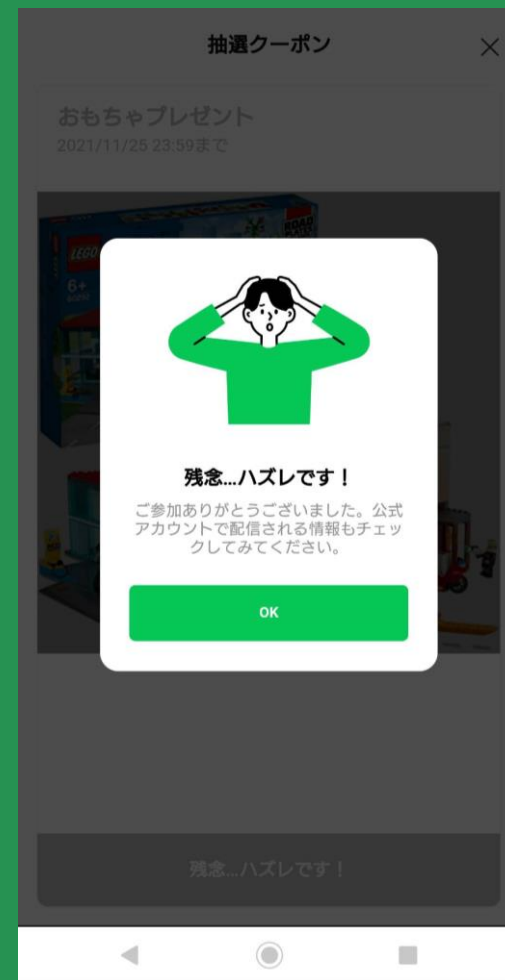 抽選クーポン
おもちゃプレゼント
2021/11/25 23:59まで
LEGO
6+
残念...ハズレです！
ご参加ありがとうございました。公式
アカウントで配信される情報もチェッ
クしてみてください。
OK
残念...ハズレです！